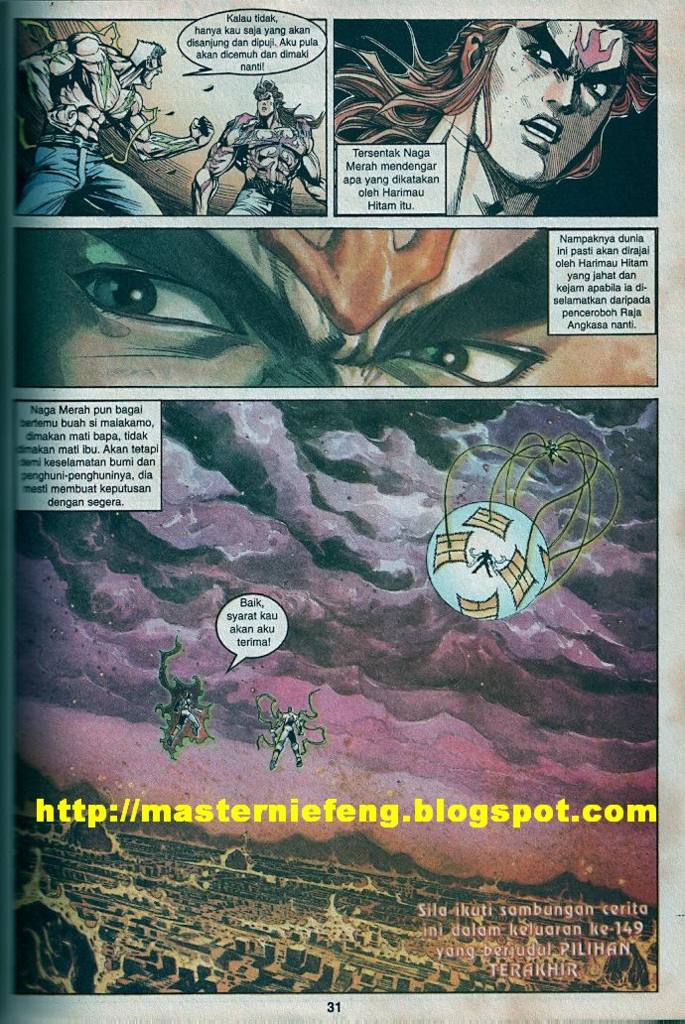 Kalau tidak,
hanya kau saja yang akan
disanjung dan dipuji. Aku pula
akan dicemuh dan dimaki
nanti!
Tersentak Naga
Merah mendengar
apa yang dikatakan
oleh Harimau
Hitam itu.
Nampaknya dunia
ini pasti akan dirajai
oleh Harimau Hitam
yang jahat dan
kejam apabila ia di-
selamatkan daripada
penceroboh Raja
Angkasa nanti.
Naga Merah pun bagai
bertemu buah si malakamo,
dimakan mati bapa, tidak
dimakan mati ibu. Akan tetapi
demi keselamatan bumi dan
penghuni-penghuninya, dia
mesti membuat keputusan
dengan segera.
Baik,
syarat kau
akan aku
terima!
http://masterniefeng.blogspot.com
Sila ikuti sambungan cerita
ini dalam keluaran ke-149
yang berjudul PILIHAN
TERAKHIR
31